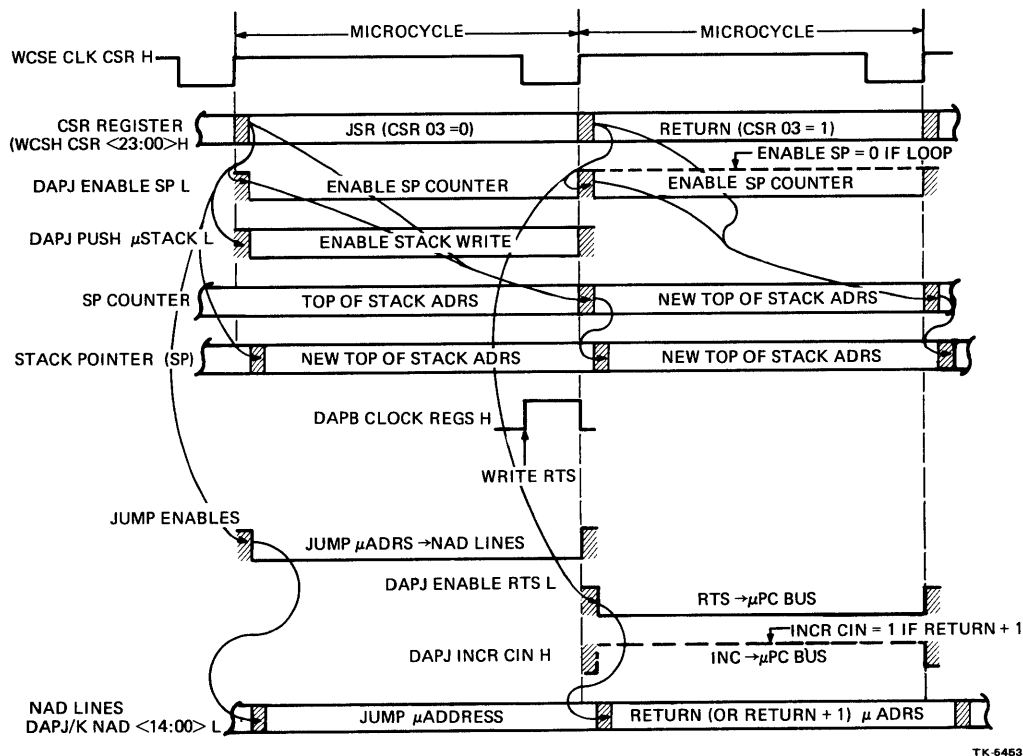 MICROCYCLE MICROCYCLE
WCSE CLK CSR H
CSR REGISTER
(WCSH CSR <23:00>H
JSR (CSR 03 =0) RETURN (CSR 03 = 1)
ENABLE SP = 0 IF LOOP
DAPJ ENABLE SP L ENABLE SP COUNTER ENABLE SP COUNTER
DAPJ PUSH μSTACK L ENABLE STACK WRITE
SP COUNTER TOP OF STACK ADRS NEW TOP OF STACK ADRS
STACK POINTER (SP) NEW TOP OF STACK ADRS NEW TOP OF STACK ADRS
DAPB CLOCK REGS H
WRITE RTS
JUMP ENABLES
JUMP μADRS →NAD LINES
DAPJ ENABLE RTS L RTS →μPC BUS
INCR CIN = 1 IF RETURN + 1
DAPJ INCR CIN H INC →μPC BUS
NAD LINES
DAPJ/K NAD <14:00> L
JUMP μADDRESS RETURN (OR RETURN + 1) μ ADRS
TK-5453